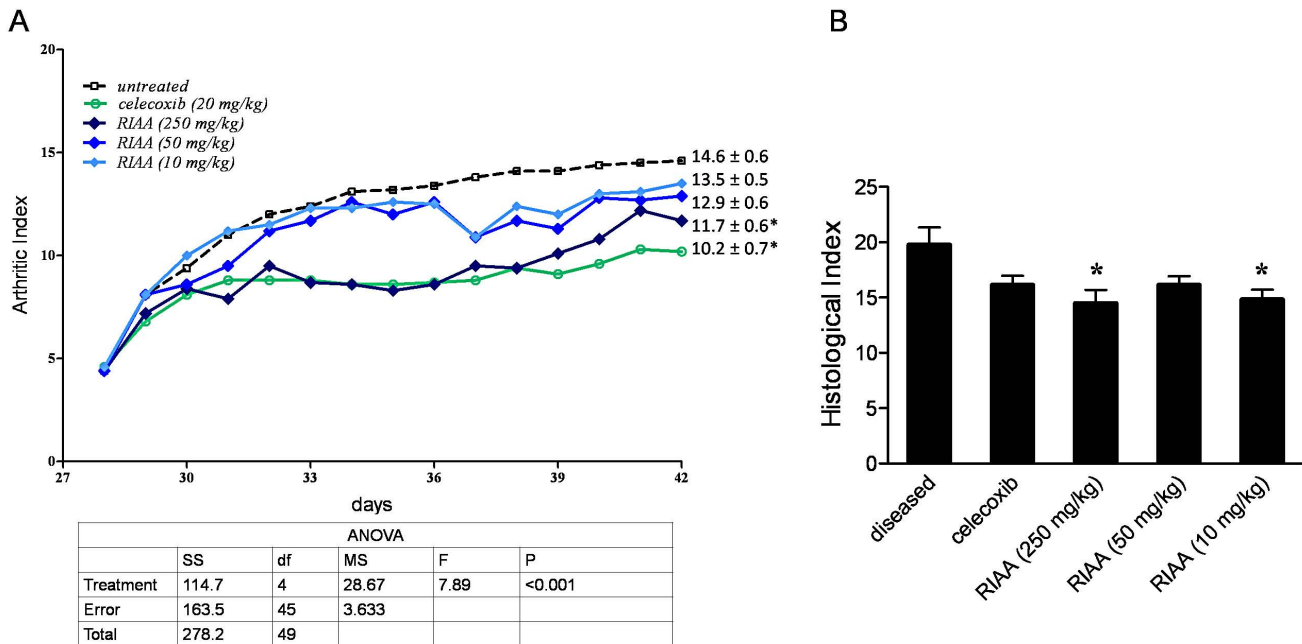 A
20
15
10
5
0
Arthritic Index
untreated
celecoxib (20 mg/kg)
RIAA (250 mg/kg)
RIAA (50 mg/kg)
RIAA (10 mg/kg)
14.6 ± 0.6
13.5 ± 0.5
12.9 ± 0.6
11.7 ± 0.6*
10.2 ± 0.7*
27 30 33 36 39 42
days
ANOVA
SS df MS F P
Treatment 114.7 4 28.67 7.89 <0.001
Error 163.5 45 3.633
Total 278.2 49
B
25
20
15
10
5
0
Histological Index
* *
diseased
celecoxib
RIAA (250 mg/kg)
RIAA (50 mg/kg)
RIAA (10 mg/kg)